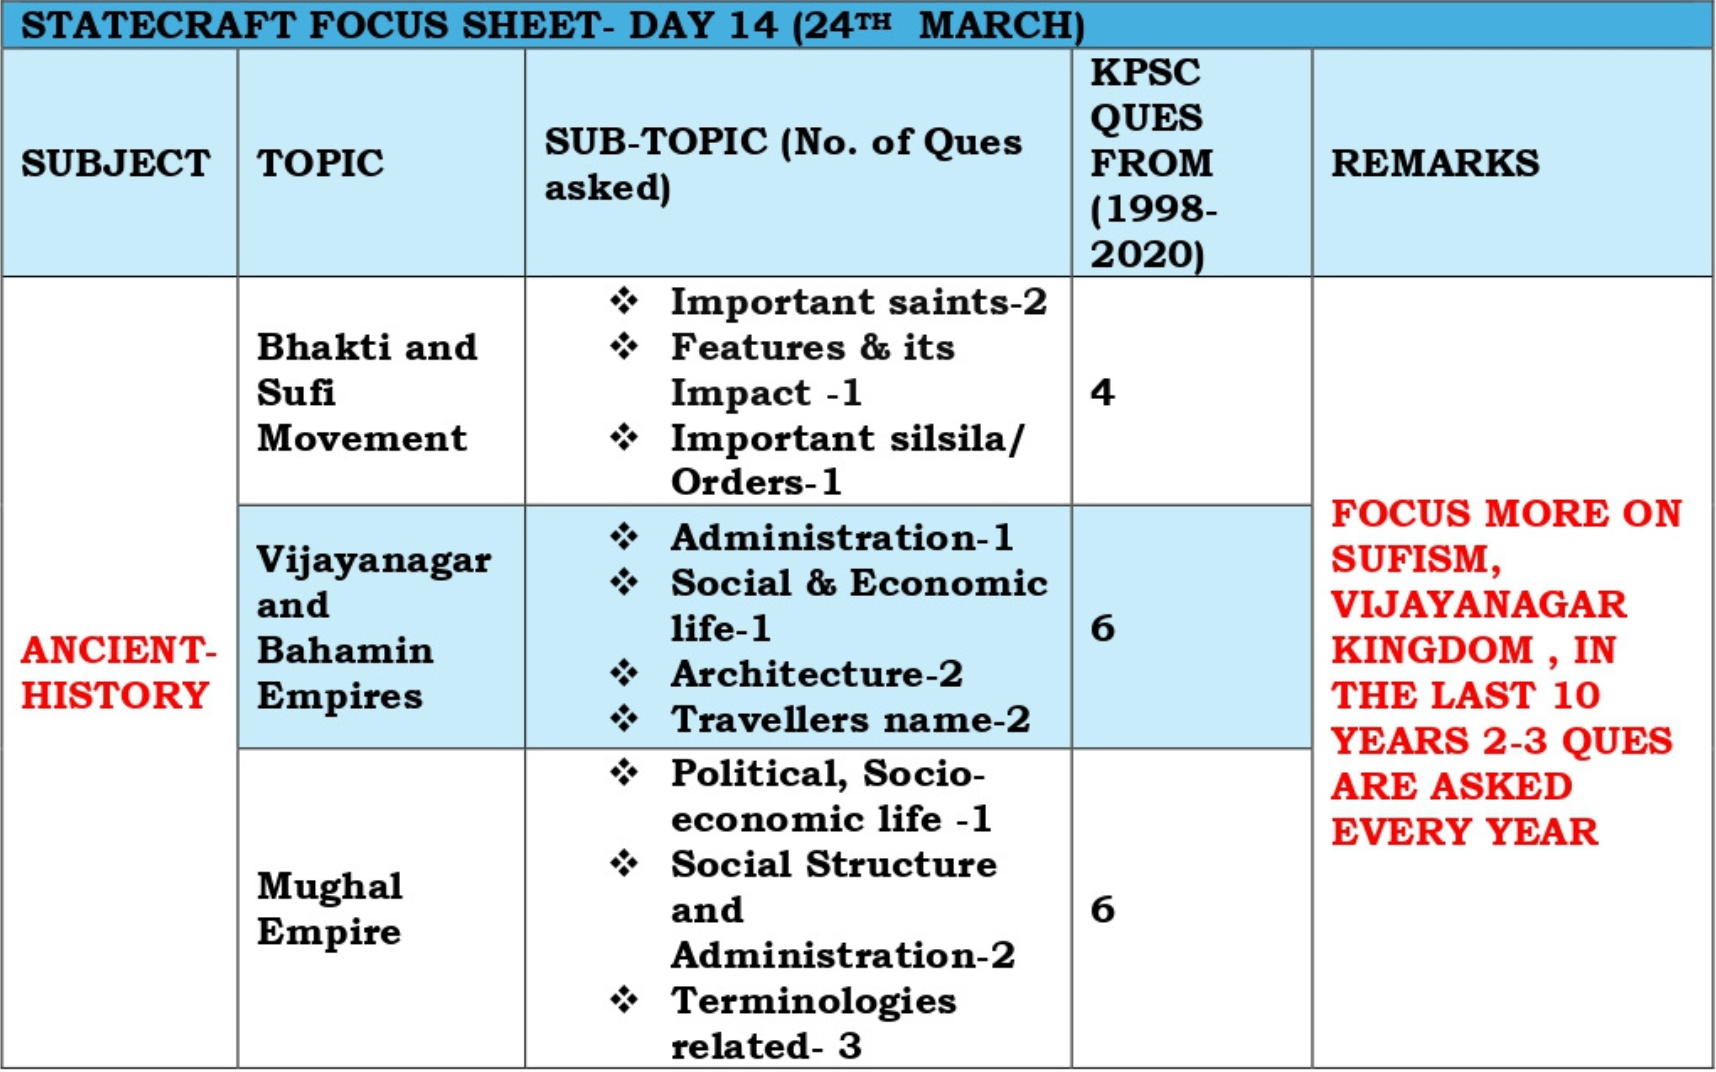 STATECRAFT FOCUS SHEET- DAY 14 (24TH MARCH)
SUBJECT
TOPIC
SUB-TOPIC (No. of Ques
asked)
KPSC
QUES
FROM
(1998-
2020)
REMARKS
ANCIENT-
HISTORY
Bhakti and
Sufi
Movement
❖ Important saints-2
❖ Features & its
Impact -1
❖ Important silsila/
Orders-1
4
Vijayanagar
and
Bahamin
Empires
❖ Administration-1
❖ Social & Economic
life-1
❖ Architecture-2
❖ Travellers name-2
6
Mughal
Empire
❖ Political, Socio-
economic life -1
❖ Social Structure
and
Administration-2
❖ Terminologies
related- 3
6
FOCUS MORE ON
SUFISM,
VIJAYANAGAR
KINGDOM , IN
THE LAST 10
YEARS 2-3 QUES
ARE ASKED
EVERY YEAR